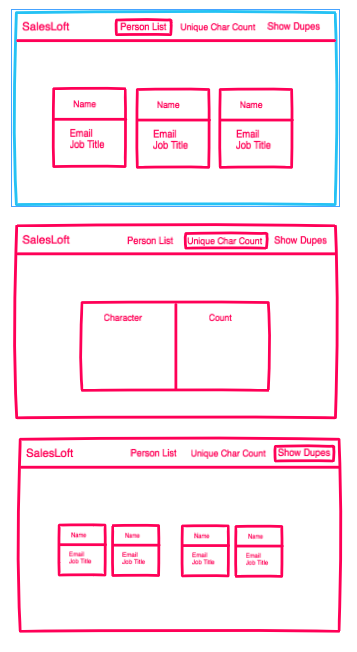 SalesLoft Person List Unique Char Count Show Dupes
Name Name Name
Email Email Email
Job Title Job Title Job Title
SalesLoft Person List Unique Char Count Show Dupes
Character Count
SalesLoft Person List Unique Char Count Show Dupes
Name Name Name Name
Email Email Email Email
Job Title Job Title Job Title Job Title